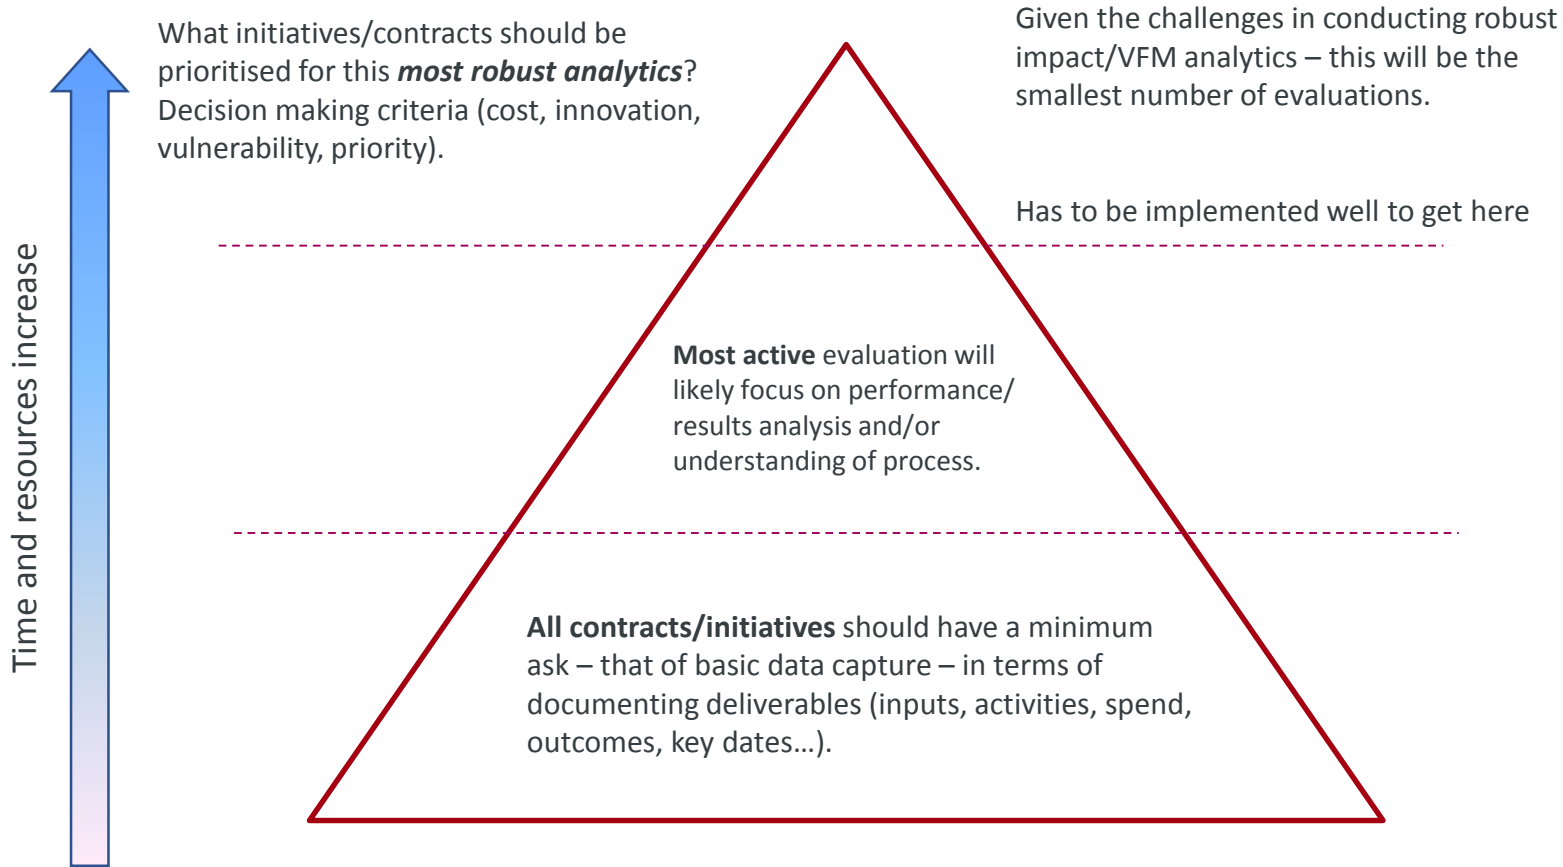 What initiatives/contracts should be
prioritised for this most robust analytics?
Decision making criteria (cost, innovation,
vulnerability, priority).
Given the challenges in conducting robust
impact/VFM analytics – this will be the
smallest number of evaluations.
Has to be implemented well to get here
Time and resources increase
Most active evaluation will
likely focus on performance/
results analysis and/or
understanding of process.
All contracts/initiatives should have a minimum
ask – that of basic data capture – in terms of
documenting deliverables (inputs, activities, spend,
outcomes, key dates…).